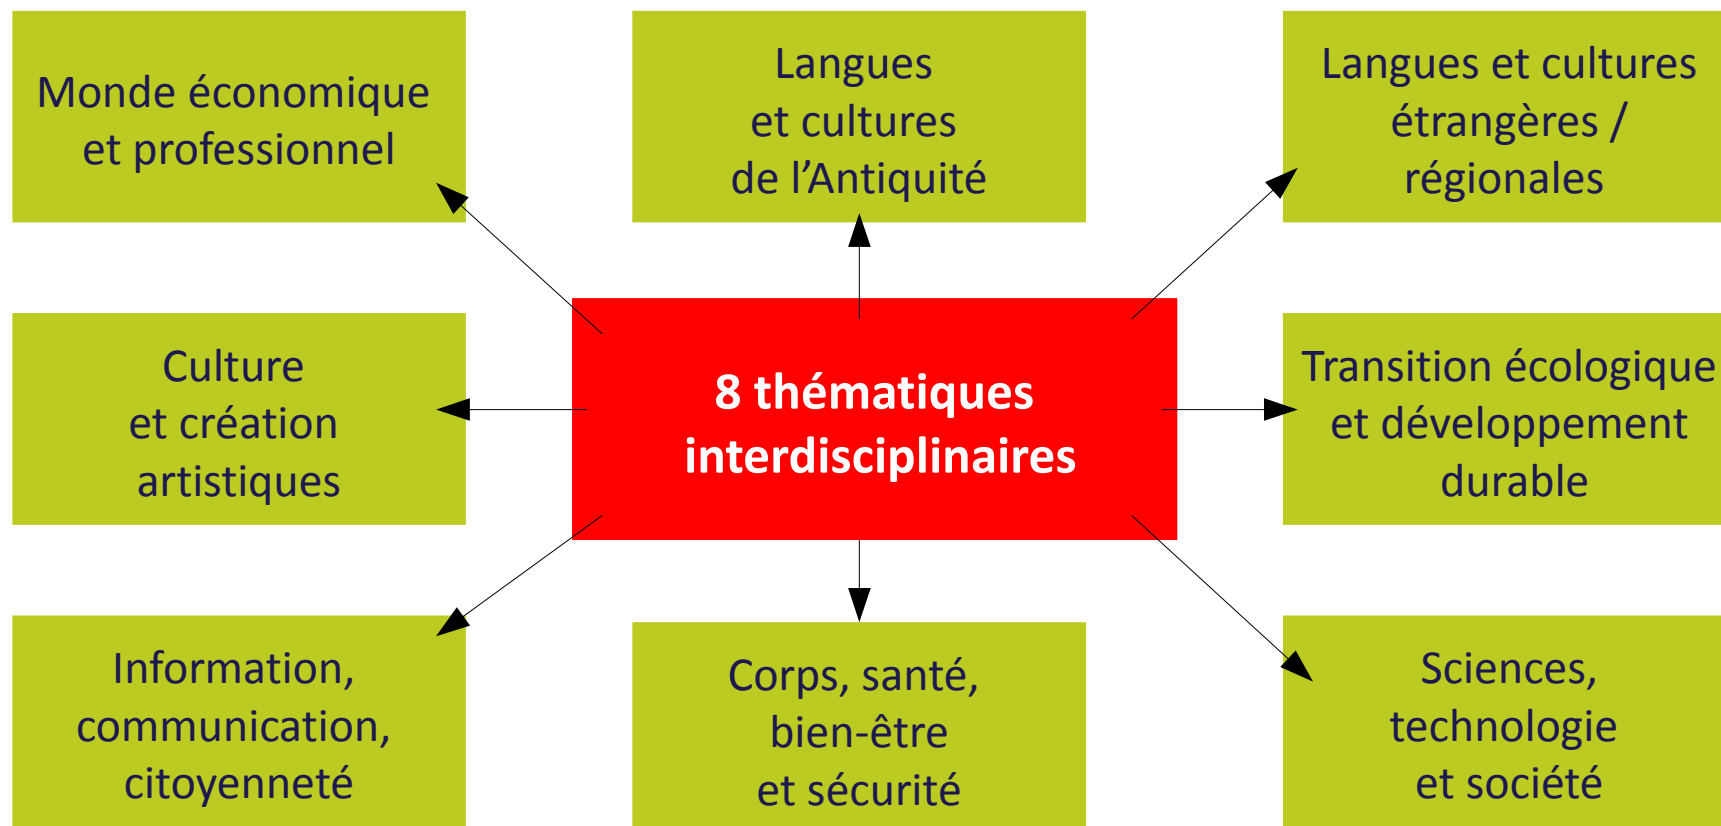 Monde économique
et professionnel
Langues
et cultures
de l’Antiquité
Langues et cultures
étrangères /
régionales
Culture
et création
artistiques
8 thématiques
interdisciplinaires
Transition écologique
et développement
durable
Information,
communication,
citoyenneté
Corps, santé,
bien-être
et sécurité
Sciences,
technologie
et société